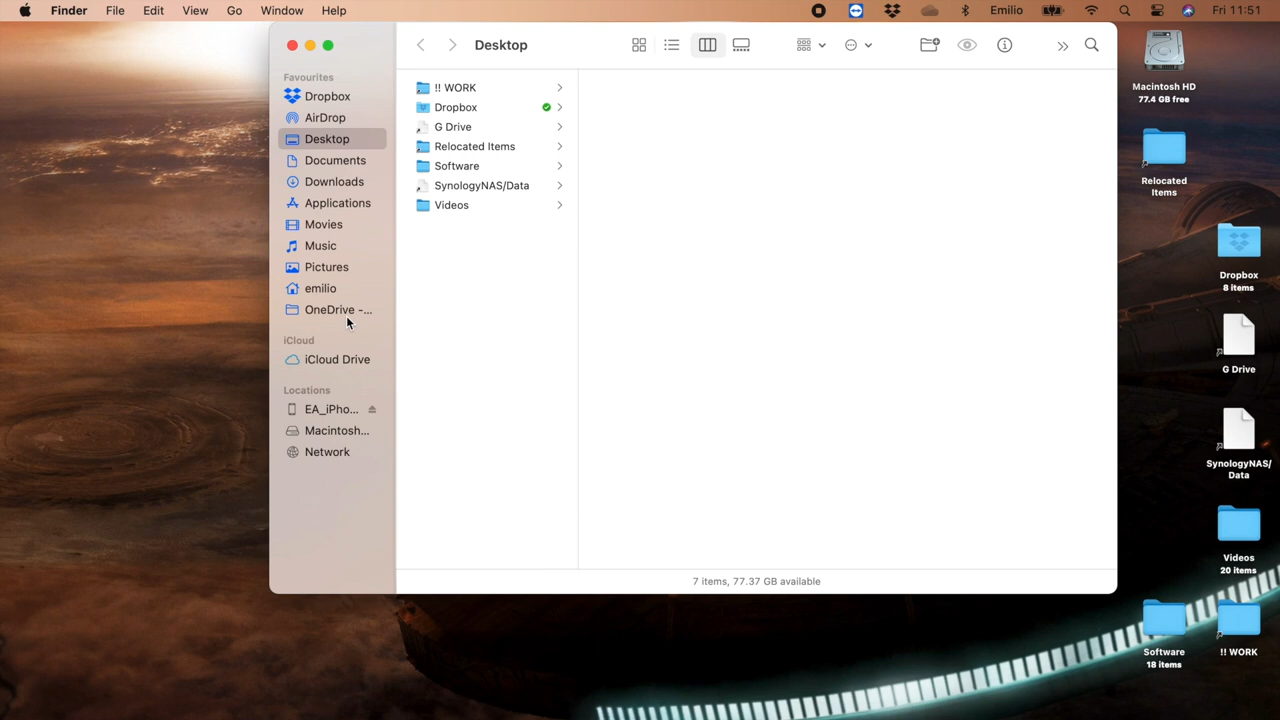 Finder File Edit View Go Window Help Emilio Fri 11:51
Desktop
Favourites
Dropbox
AirDrop
Desktop
Documents
Downloads
Applications
Movies
Music
Pictures
emilio
OneDrive -...
iCloud
iCloud Drive
Locations
EA_iPho...
Macintosh...
Network
!! WORK
Dropbox
G Drive
Relocated Items
Software
SynologyNAS/Data
Videos
7 items, 77.37 GB available
Macintosh HD
77.4 GB free
Relocated
Items
Dropbox
8 items
G Drive
SynologyNAS/
Data
Videos
20 items
Software
18 items
!! WORK